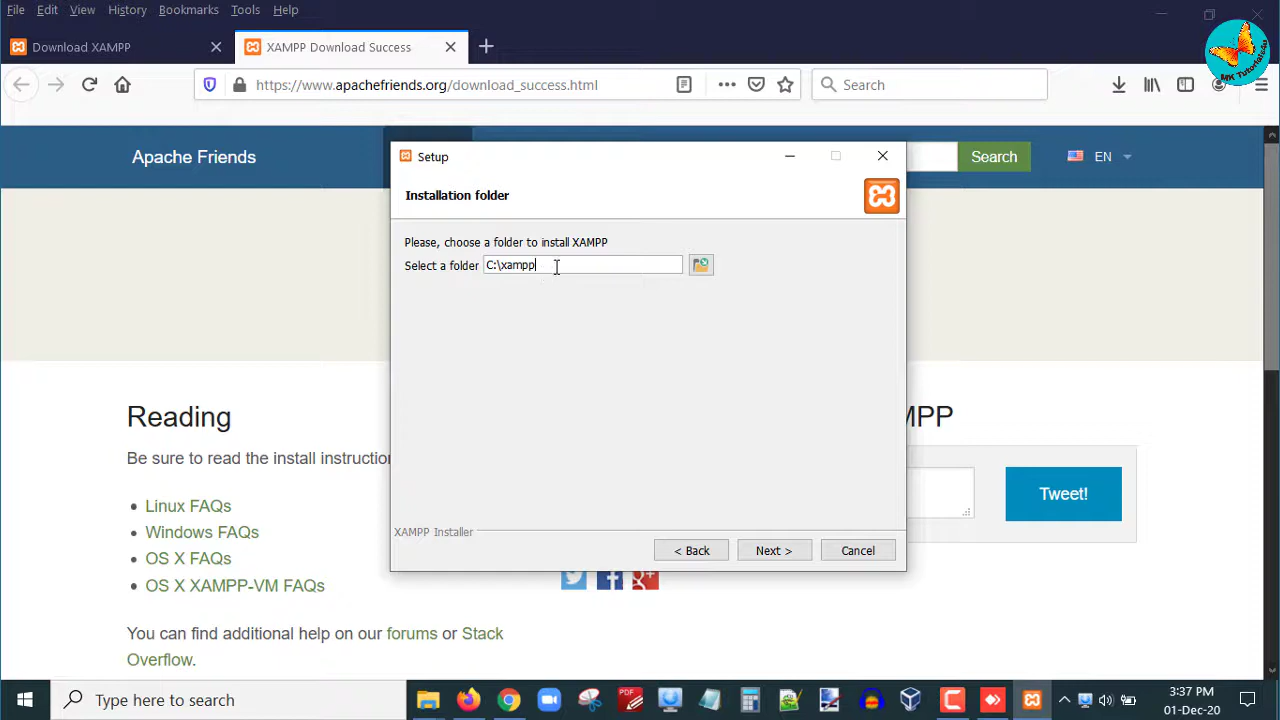 File Edit View History Bookmarks Tools Help
Download XAMPP
XAMPP Download Success
https://www.apachefriends.org/download_success.html
Search
MK Tutorials4u
Apache Friends
Search
EN
Setup
Installation folder
Please, choose a folder to install XAMPP
Select a folder C:\xampp
XAMPP Installer
< Back
Next >
Cancel
Reading
Be sure to read the install instruction
Linux FAQs
Windows FAQs
OS X FAQs
OS X XAMPP-VM FAQs
You can find additional help on our forums or Stack
Overflow.
MPP
Tweet!
Type here to search
PDF
3:37 PM
01-Dec-20